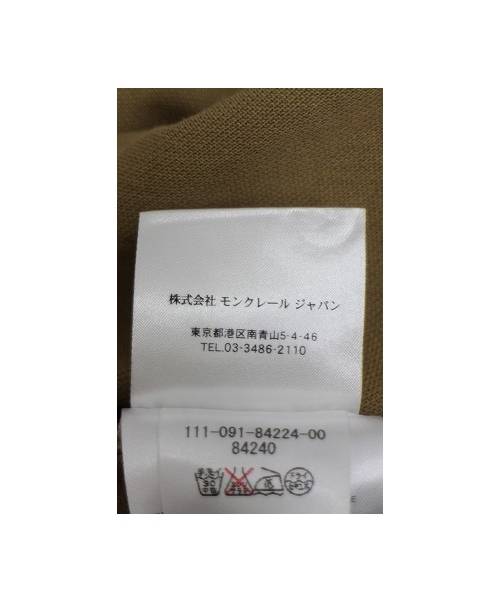 株式会社 モンクレール ジャパン
東京都港区南青山5-4-46
TEL.03-3486-2110
111-091-84224-00
84240